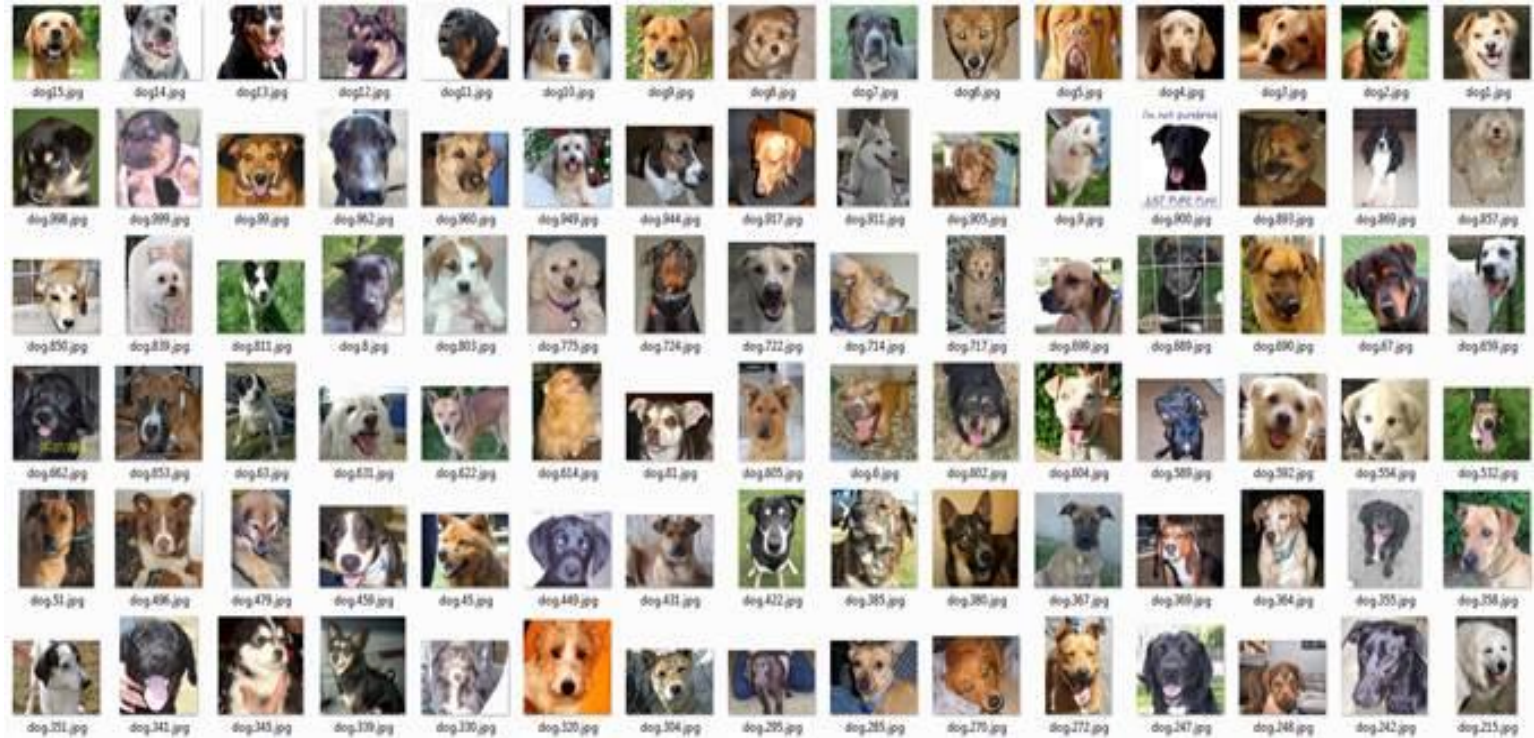 dog15.jpg dog14.jpg dog13.jpg dog12.jpg dog11.jpg dog10.jpg dog9.jpg dog8.jpg dog7.jpg dog6.jpg dog5.jpg dog4.jpg dog3.jpg dog2.jpg dog1.jpg
I'm not purebred
JUST PURE
dog.998.jpg dog.989.jpg dog.99.jpg dog.962.jpg dog.960.jpg dog.949.jpg dog.944.jpg dog.917.jpg dog.911.jpg dog.905.jpg dog.9.jpg dog.900.jpg dog.893.jpg dog.869.jpg dog.857.jpg
dog.850.jpg dog.839.jpg dog.811.jpg dog.8.jpg dog.803.jpg dog.775.jpg dog.724.jpg dog.722.jpg dog.714.jpg dog.717.jpg dog.699.jpg dog.689.jpg dog.690.jpg dog.67.jpg dog.659.jpg
dog.662.jpg dog.653.jpg dog.63.jpg dog.631.jpg dog.622.jpg dog.614.jpg dog.61.jpg dog.605.jpg dog.6.jpg dog.602.jpg dog.604.jpg dog.589.jpg dog.592.jpg dog.554.jpg dog.532.jpg
dog.51.jpg dog.496.jpg dog.479.jpg dog.459.jpg dog.45.jpg dog.449.jpg dog.431.jpg dog.422.jpg dog.385.jpg dog.380.jpg dog.367.jpg dog.369.jpg dog.364.jpg dog.355.jpg dog.358.jpg
dog.351.jpg dog.341.jpg dog.345.jpg dog.339.jpg dog.330.jpg dog.320.jpg dog.304.jpg dog.295.jpg dog.265.jpg dog.270.jpg dog.272.jpg dog.247.jpg dog.248.jpg dog.242.jpg dog.215.jpg